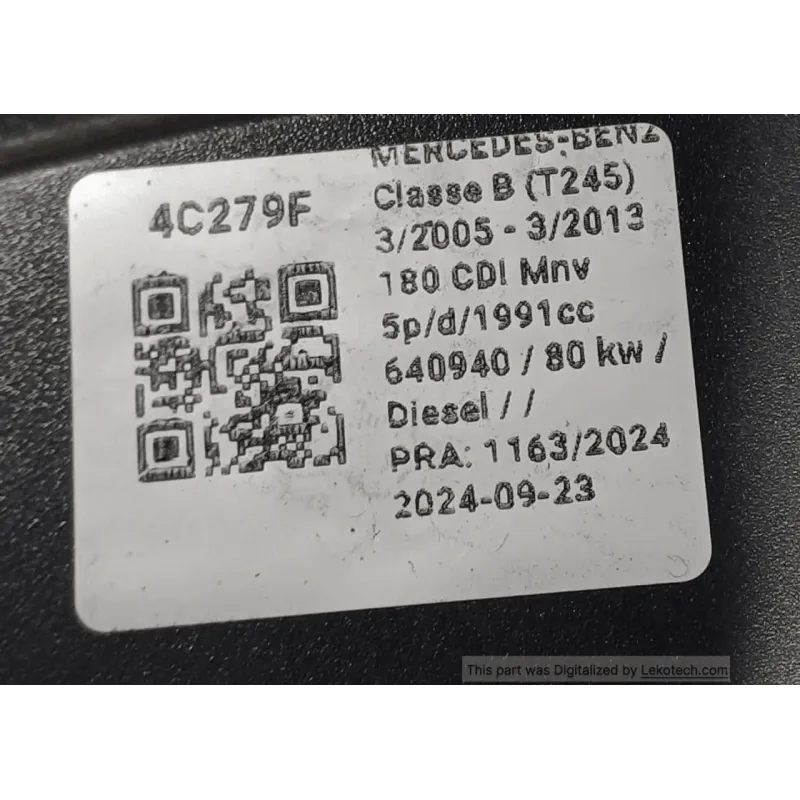 4C279F
MERCEDES-BENZ
Classe B (T245)
3/2005 - 3/2013
180 CDI Mnv
5p/d/1991cc
640940 / 80 kw /
Diesel / /
PRA: 1163/2024
2024-09-23
This part was Digitalized by Lekotech.com